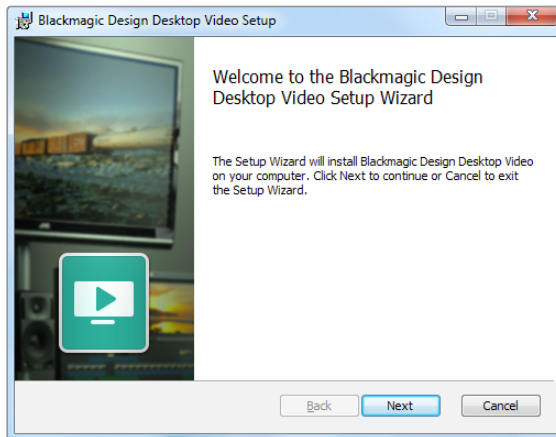 Blackmagic Design Desktop Video Setup
Welcome to the Blackmagic Design
Desktop Video Setup Wizard
The Setup Wizard will install Blackmagic Design Desktop Video
on your computer. Click Next to continue or Cancel to exit
the Setup Wizard.
Back
Next
Cancel